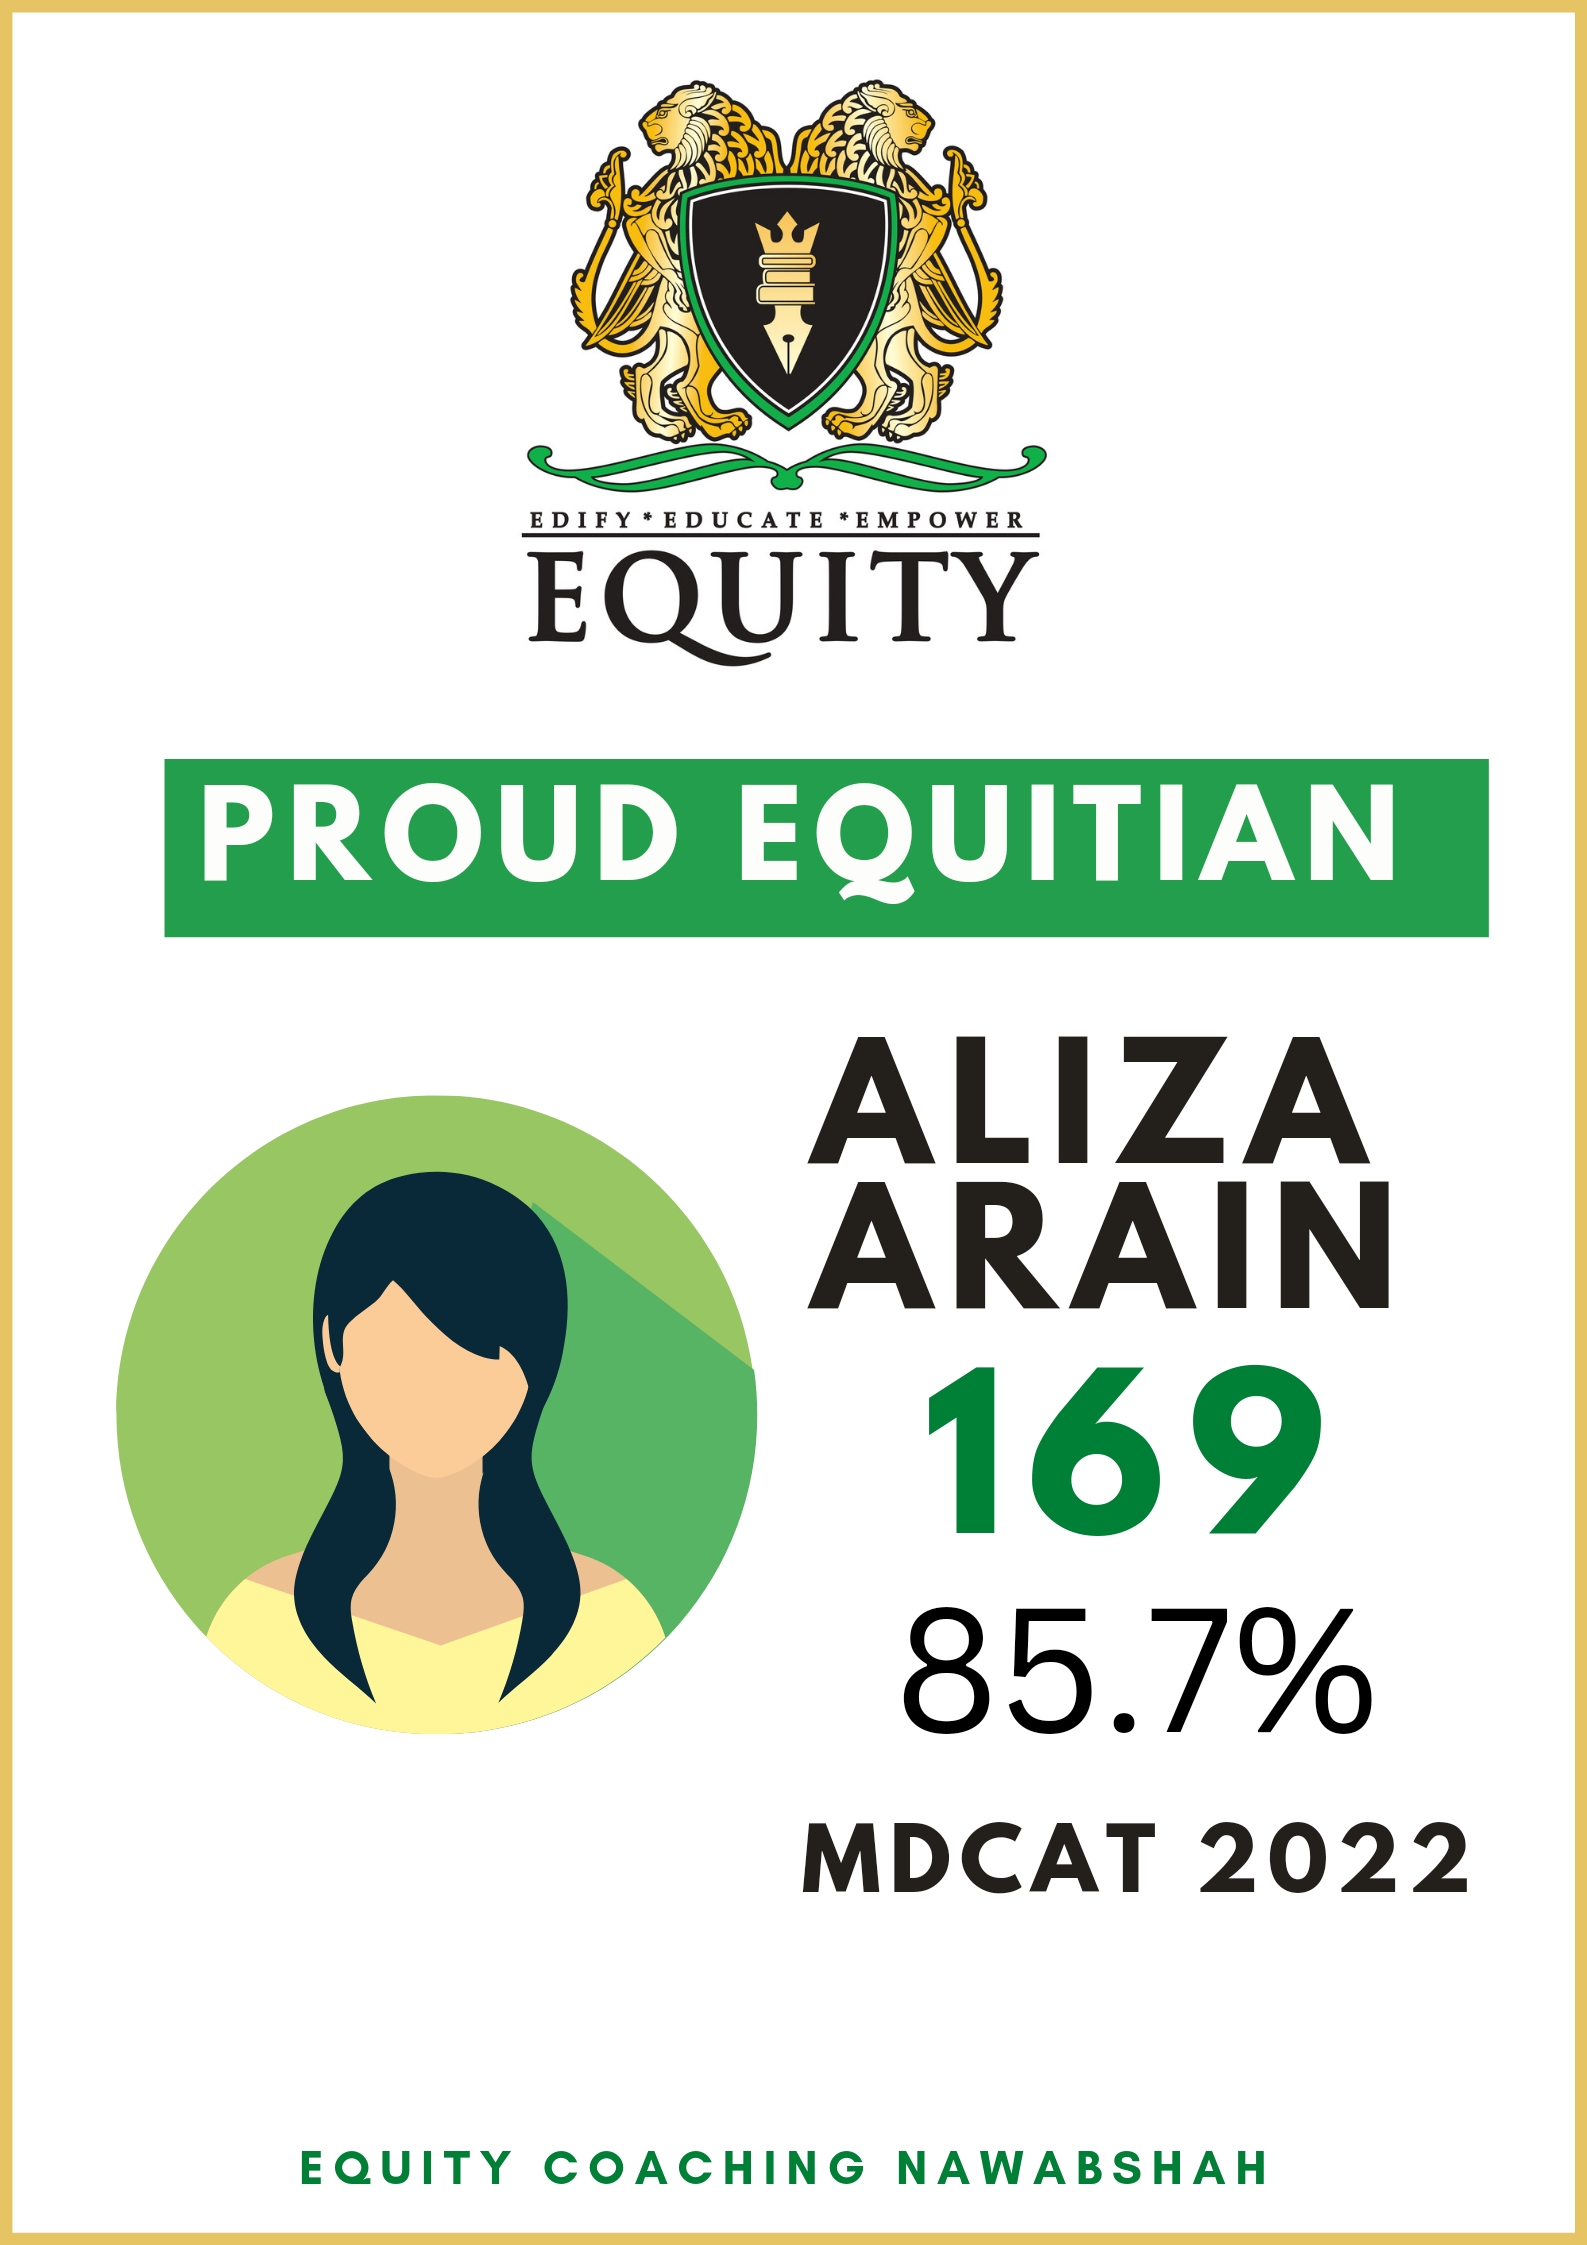 EDIFY * EDUCATE * EMPOWER
EQUITY
PROUD EQUITIAN
ALIZA
ARAIN
169
85.7%
MDCAT 2022
EQUITY COACHING NAWABSHAH